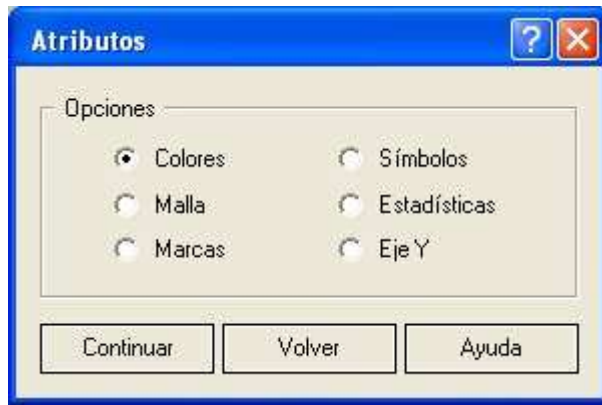 Atributos
Opciones
Colores
Símbolos
Malla
Estadísticas
Marcas
Eje Y
Continuar
Volver
Ayuda